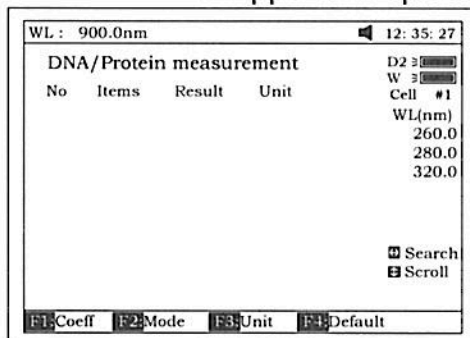 WL : 900.0nm 12: 35: 27
DNA/Protein measurement
D2
W
No Items Result Unit
Cell #1
WL(nm)
260.0
280.0
320.0
Search
Scroll
F1:Coeff F2:Mode F3:Unit F4:Default